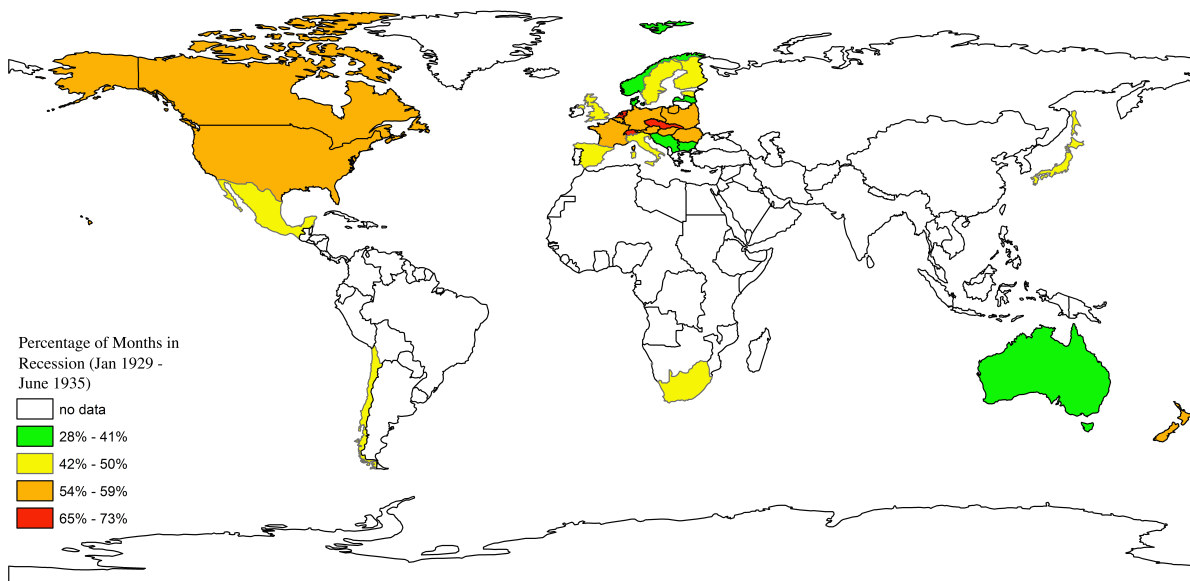 Percentage of Months in
Recession (Jan 1929 -
June 1935)
no data
28% - 41%
42% - 50%
54% - 59%
65% - 73%